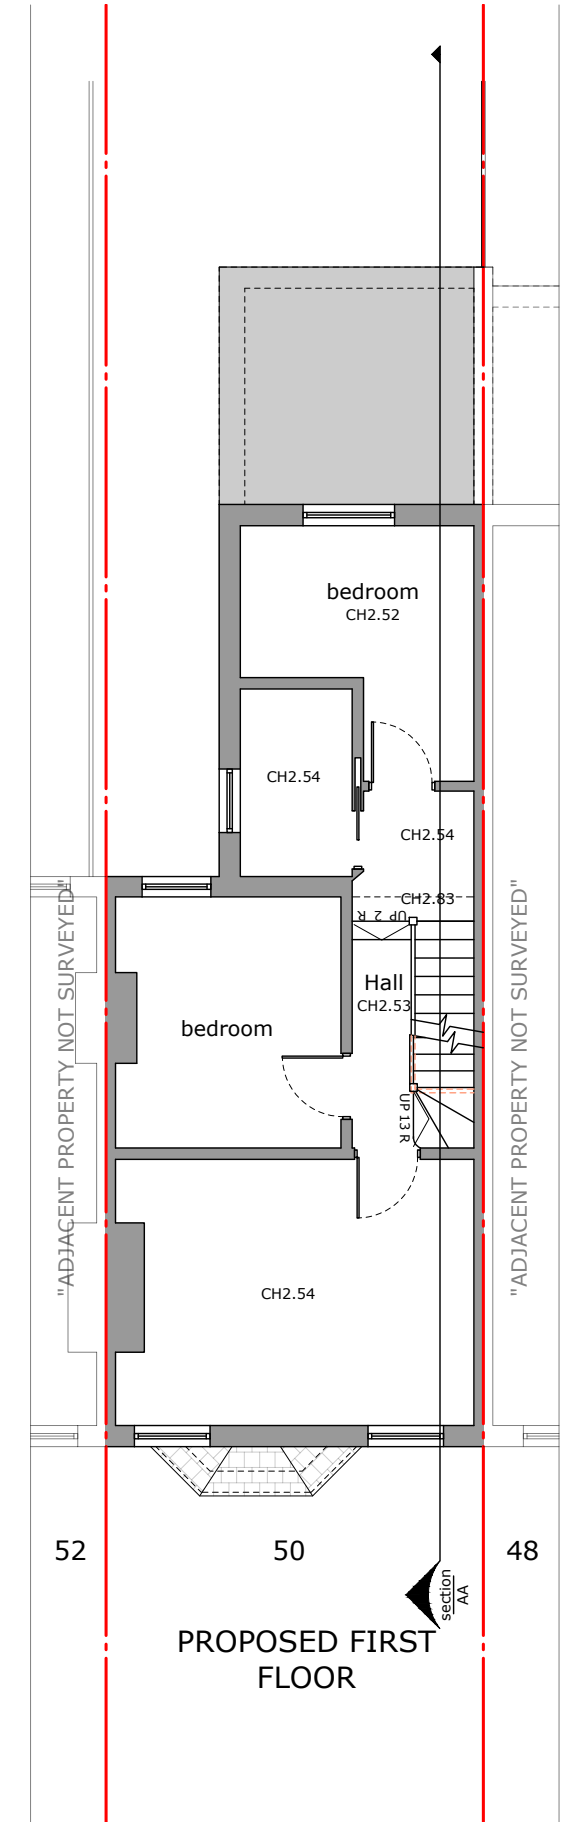 bedroom
CH2.52
CH2.54
CH2.54
CH2.83
UP 2 R
Hall
CH2.53
bedroom
UP 13 R
"ADJACENT PROPERTY NOT SURVEYED"
"ADJACENT PROPERTY NOT SURVEYED"
CH2.54
52
50
48
section
AA
PROPOSED FIRST
FLOOR